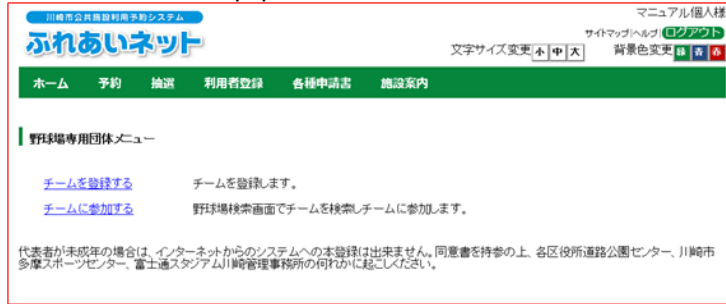 川崎市公共施設利用予約システム
ふれあいネット
マニュアル個人様
サイトマップ|ヘルプ|ログアウト
文字サイズ変更 小 中 大 背景色変更 緑 青 赤
ホーム 予約 抽選 利用者登録 各種申請書 施設案内
野球場専用団体メニュー
チームを登録する チームを登録します。
チームに参加する 野球場検索画面でチームを検索しチームに参加します。
代表者が未成年の場合は、インターネットからのシステムへの本登録は出来ません。同意書を持参の上、各区役所道路公園センター、川崎市
多摩スポーツセンター、富士通スタジアム川崎管理事務所の何れかに起こしください。